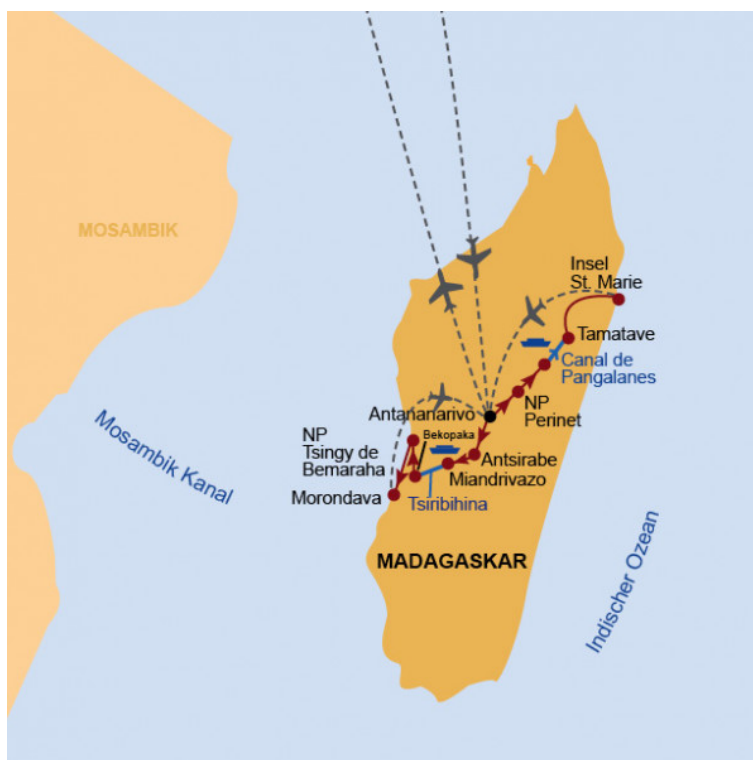 MOSAMBIK
Insel
St. Marie
Tamatave
Canal de
Pangalanes
NP
Perinet
Antananarivo
Bekopaka
NP
Tsingy de
Bemaraha
Antsirabe
Miandrivazo
Morondava
Tsiribihina
Mosambik Kanal
MADAGASKAR
Indischer Ozean